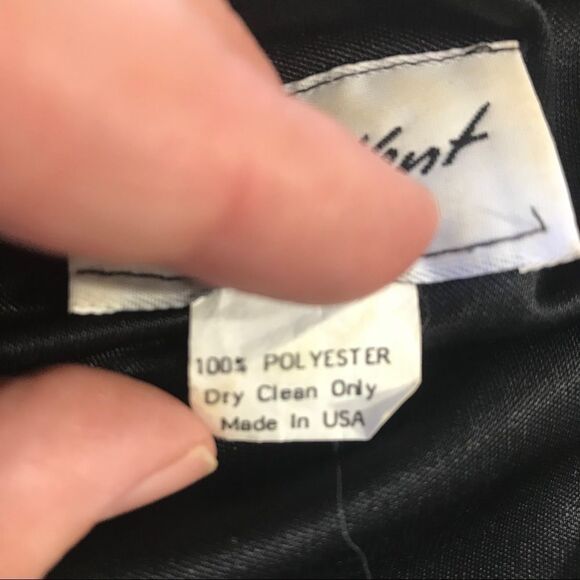 100% POLYESTER
Dry Clean Only
Made In USA